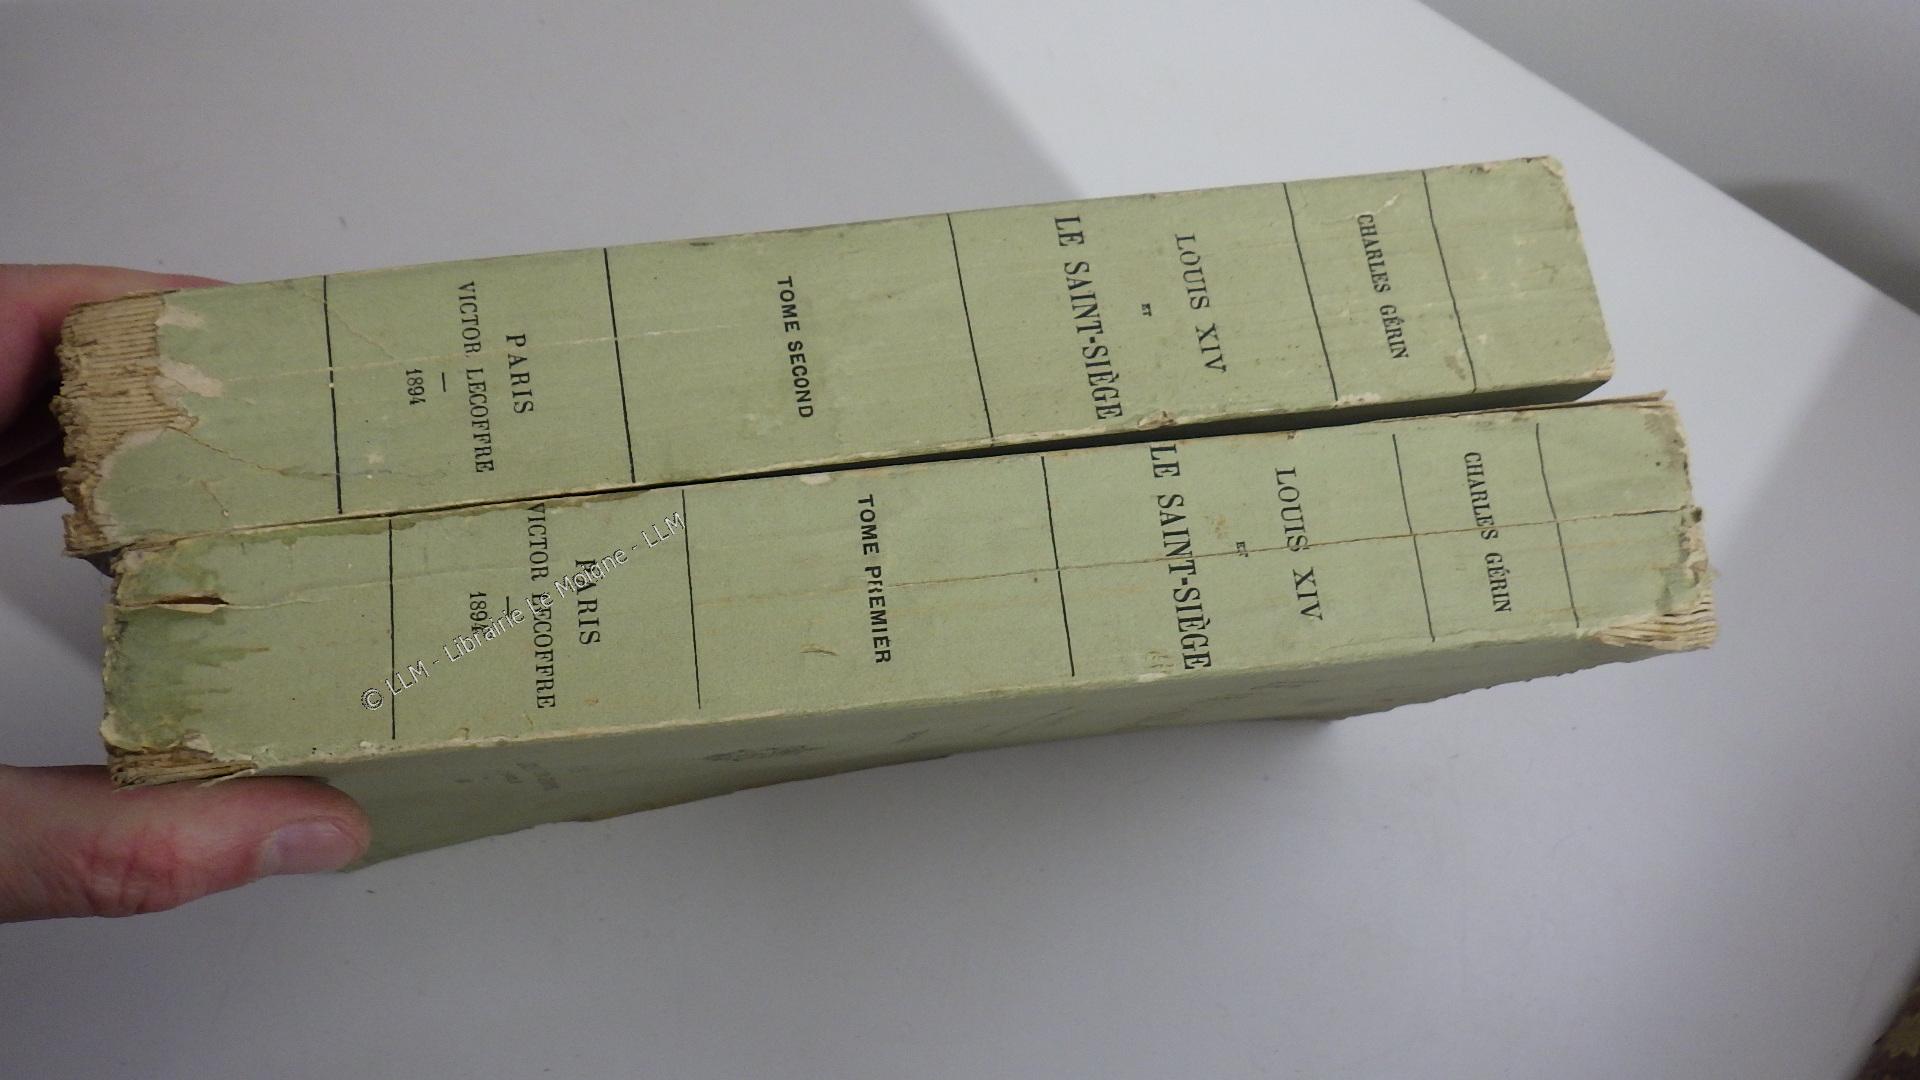 CHARLES GÉRIN
LOUIS XIV
ET
LE SAINT-SIÈGE
TOME SECOND
PARIS
VICTOR LECOFFRE
1894
CHARLES GÉRIN
LOUIS XIV
ET
LE SAINT-SIÈGE
TOME PREMIER
PARIS
VICTOR LECOFFRE
1894
© LLM - Librairie Le Moigne - LLM